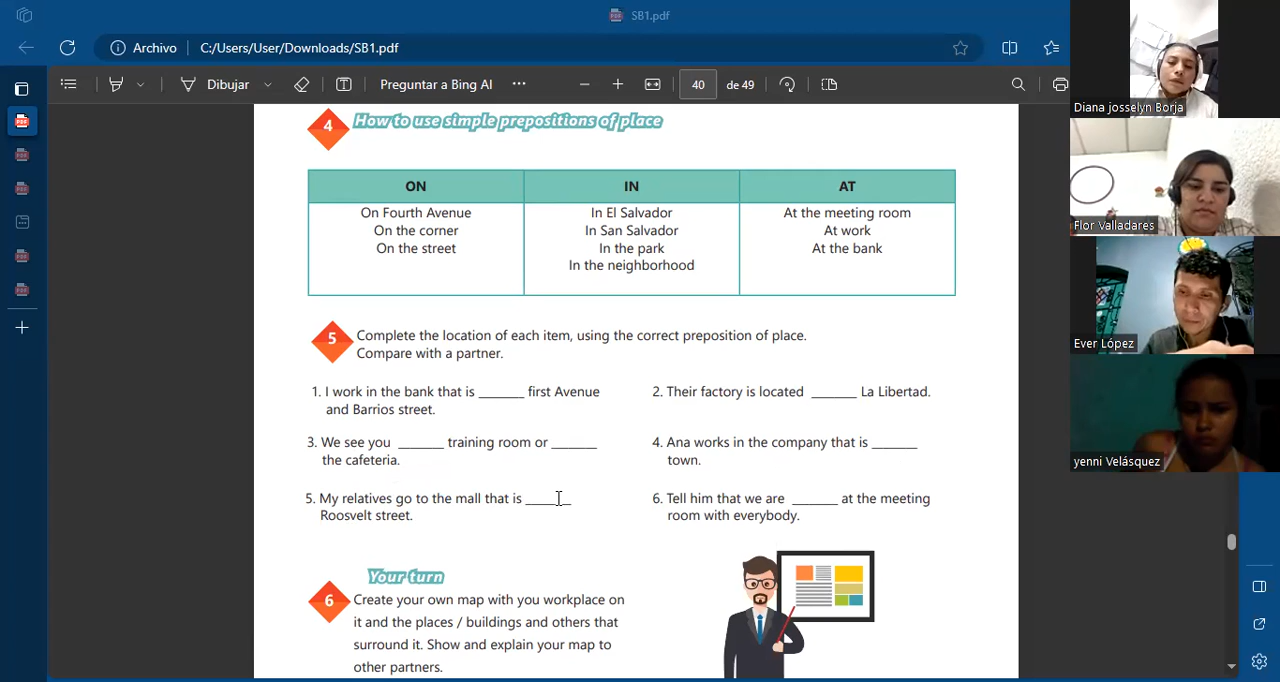 SB1.pdf
Archivo
C:/Users/User/Downloads/SB1.pdf
Dibujar
Preguntar a Bing AI
40
de 49
4
How to use simple prepositions of place
ON
IN
AT
On Fourth Avenue
On the corner
On the street
In El Salvador
In San Salvador
In the park
In the neighborhood
At the meeting room
At work
At the bank
5
Complete the location of each item, using the correct preposition of place.
Compare with a partner.
1. I work in the bank that is ______ first Avenue
and Barrios street.
2. Their factory is located ______ La Libertad.
3. We see you ______ training room or ______
the cafeteria.
4. Ana works in the company that is ______
town.
5. My relatives go to the mall that is ______
Roosvelt street.
6. Tell him that we are ______ at the meeting
room with everybody.
Your turn
6
Create your own map with you workplace on
it and the places / buildings and others that
surround it. Show and explain your map to
other partners.
Diana josselyn Borja
Flor Valladares
Ever López
yenni Velásquez